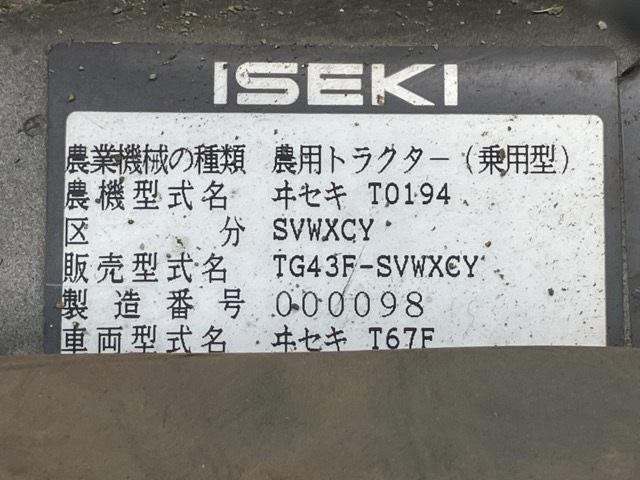 ISEKI
農業機械の種類 農用トラクター(乗用型)
農機型式名 ヰセキ T0194
区分 SVWXCY
販売型式名 TG43F-SVWXCY
製造番号 000098
車両型式名 ヰセキ T67F